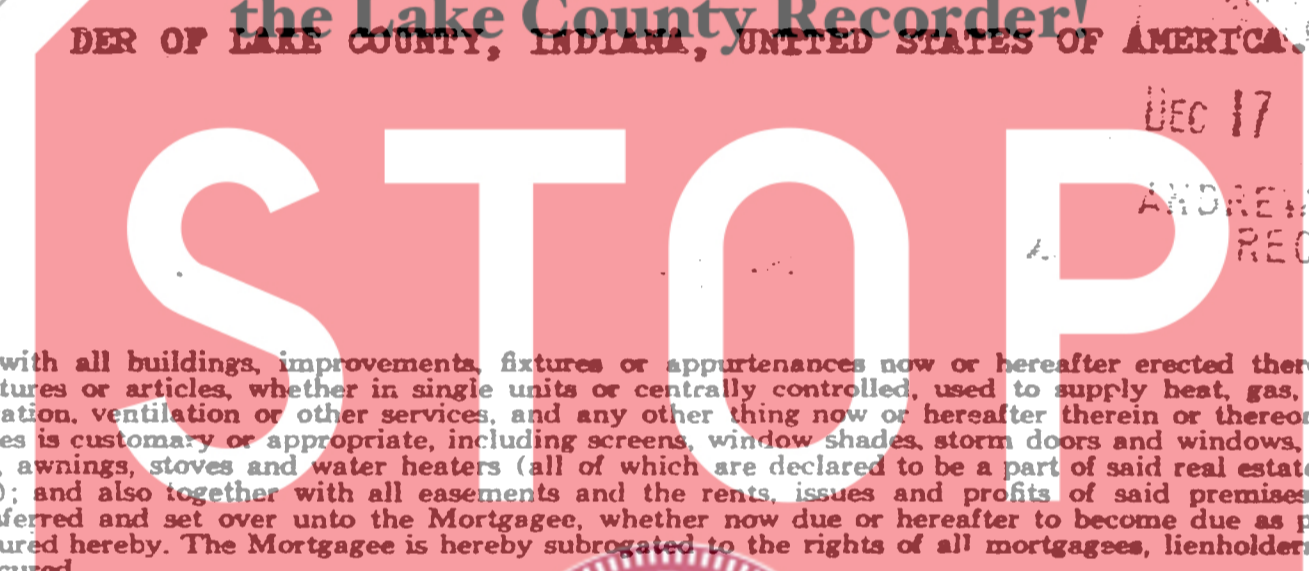 the Lake County Recorder!
DER OF LAKE COUNTY, INDIANA, UNITED STATES OF AMERICA.
DEC 17
STOP
ANDREW
REC
with all buildings, improvements, fixtures or appurtenances now or hereafter erected ther
tures or articles, whether in single units or centrally controlled, used to supply heat, gas,
ation, ventilation or other services, and any other thing now or hereafter therein or thereo
es is customary or appropriate, including screens, window shades, storm doors and windows,
, awnings, stoves and water heaters (all of which are declared to be a part of said real estat
); and also together with all easements and the rents, issues and profits of said premises
ferred and set over unto the Mortgagee, whether now due or hereafter to become due as p
ured hereby. The Mortgagee is hereby subrogated to the rights of all mortgagees, lienholder
cured